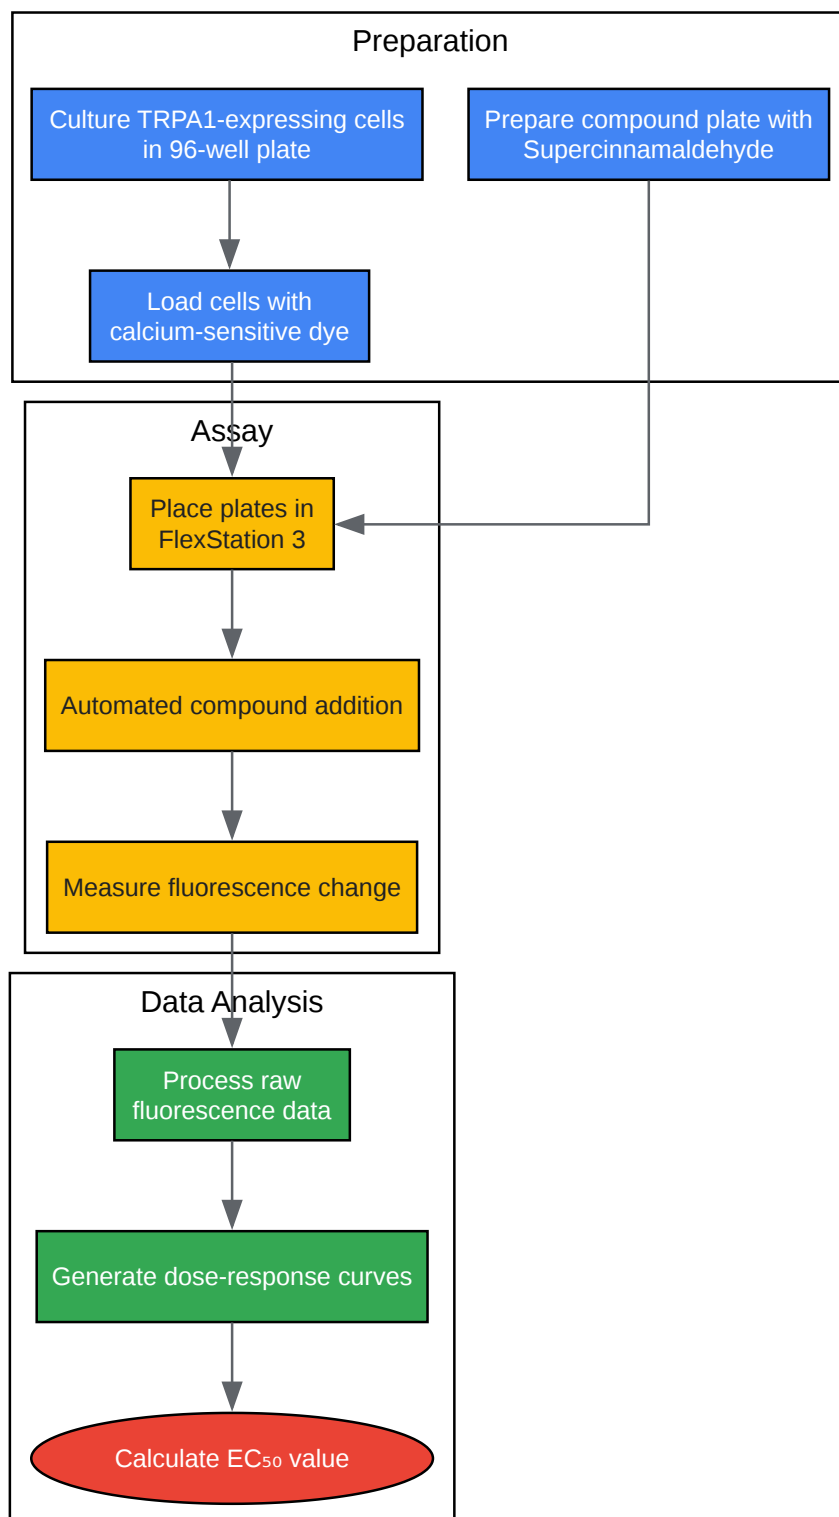 Preparation
Culture TRPA1-expressing cells
in 96-well plate
Prepare compound plate with
Supercinnamaldehyde
Load cells with
calcium-sensitive dye
Assay
Place plates in
FlexStation 3
Automated compound addition
Measure fluorescence change
Data Analysis
Process raw
fluorescence data
Generate dose-response curves
Calculate EC₅₀ value